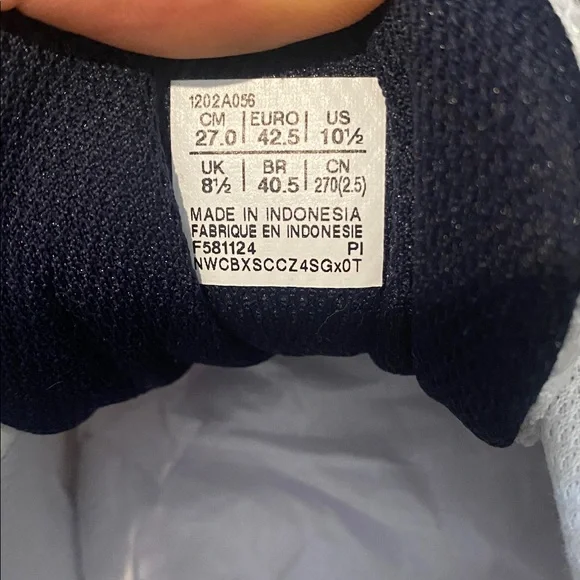 1202A056
CM | EURO | US
27.0 | 42.5 | 10½
UK | BR | CN
8½ | 40.5 | 270(2.5)
MADE IN INDONESIA
FABRIQUE EN INDONESIE
F581124 PI
NWCBXSCCZ4SGx0T